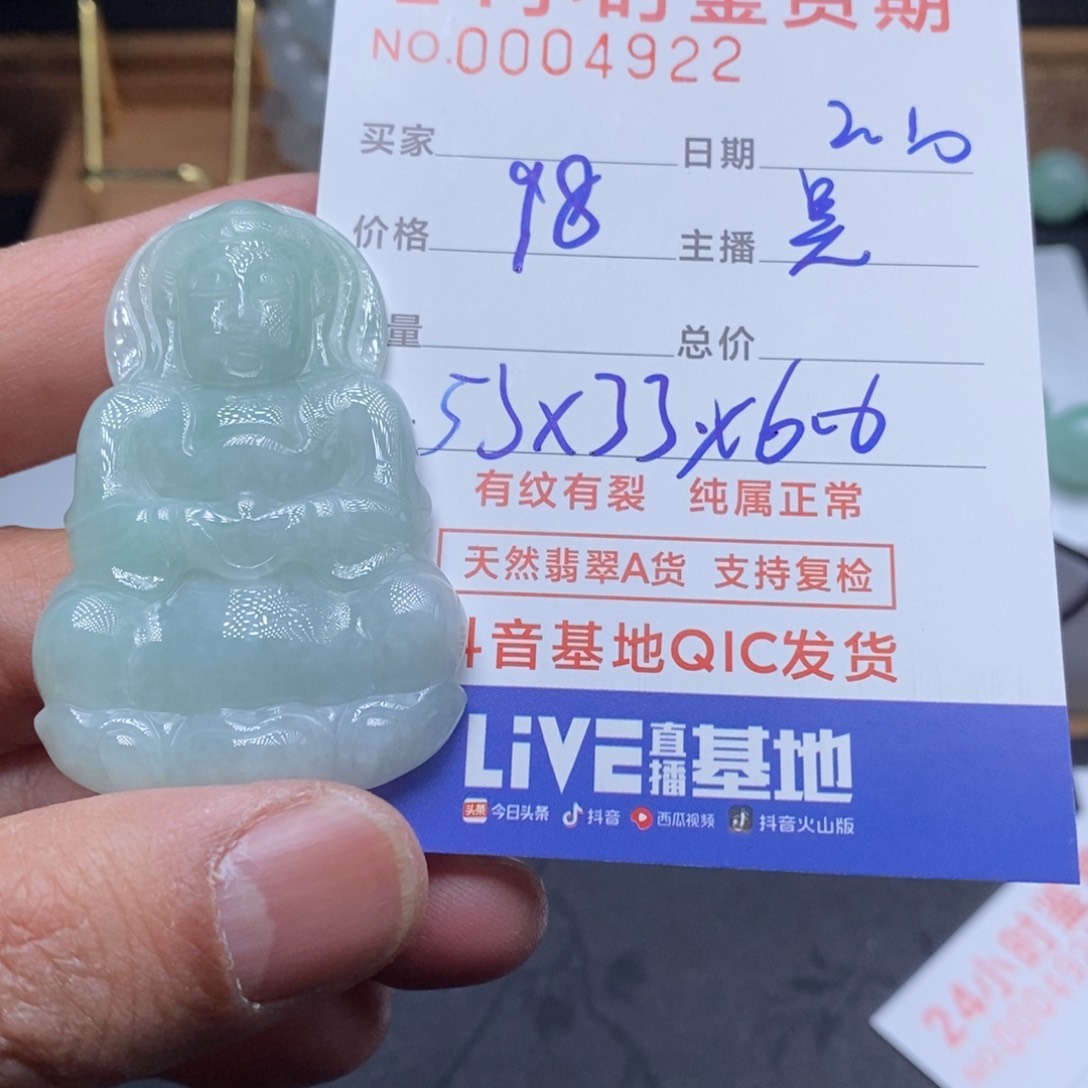 NO.0004922
买家 日期 2.10
价格 98 主播 吴
量 总价
53x33x6.6
有纹有裂 纯属正常
天然翡翠A货 支持复检
音基地QIC发货
LiVE直播基地
头条 今日头条 抖音 西瓜视频 抖音火山版
24小时鉴